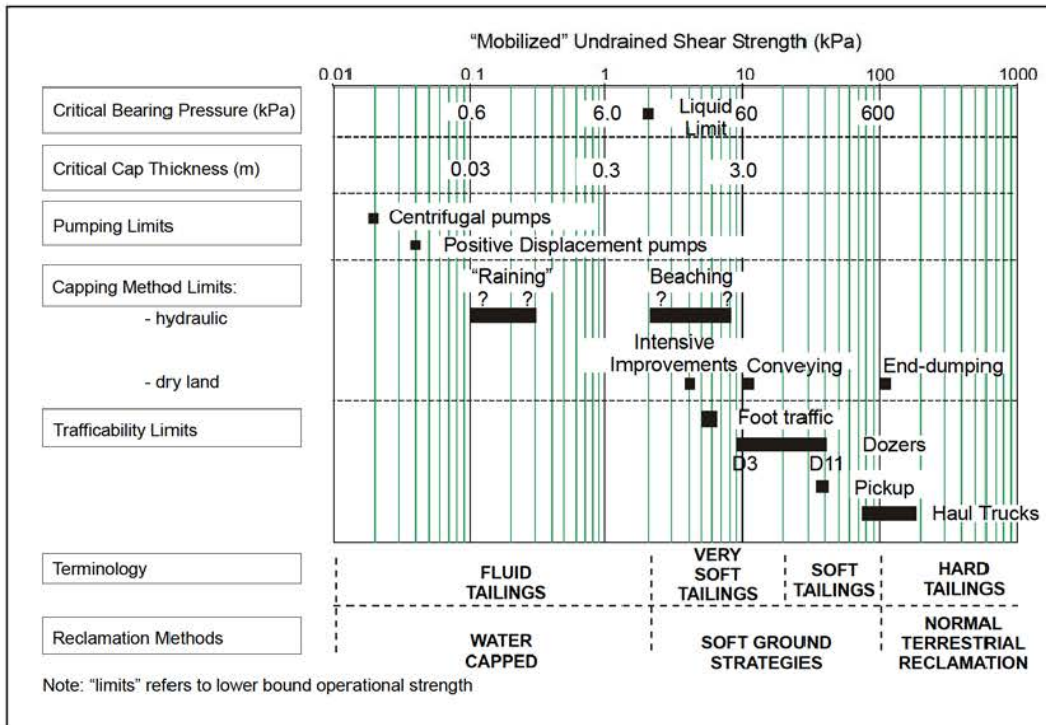 “Mobilized” Undrained Shear Strength (kPa)
0.01 0.1 1 10 100 1000
Critical Bearing Pressure (kPa) 0.6 6.0 Liquid Limit 60 600
Critical Cap Thickness (m) 0.03 0.3 3.0
Pumping Limits
Centrifugal pumps
Positive Displacement pumps
Capping Method Limits:
“Raining” Beaching
? ? ? ?
- hydraulic
Intensive
Improvements Conveying End-dumping
- dry land
Trafficability Limits
Foot traffic
Dozers
D3 D11
Pickup
Haul Trucks
Terminology
FLUID
TAILINGS
VERY
SOFT
TAILINGS
SOFT
TAILINGS
HARD
TAILINGS
Reclamation Methods
WATER
CAPPED
SOFT GROUND
STRATEGIES
NORMAL
TERRESTRIAL
RECLAMATION
Note: “limits” refers to lower bound operational strength